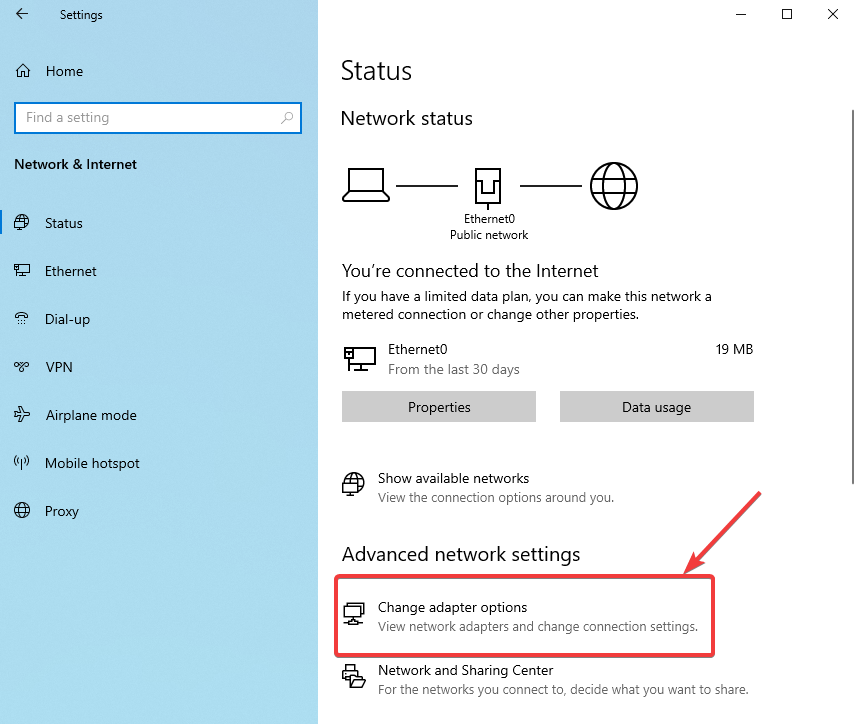 Settings
Home
Find a setting
Network & Internet
Status
Ethernet
Dial-up
VPN
Airplane mode
Mobile hotspot
Proxy
Status
Network status
Ethernet0
Public network
You're connected to the Internet
If you have a limited data plan, you can make this network a
metered connection or change other properties.
Ethernet0 19 MB
From the last 30 days
Properties Data usage
Show available networks
View the connection options around you.
Advanced network settings
Change adapter options
View network adapters and change connection settings.
Network and Sharing Center
For the networks you connect to, decide what you want to share.